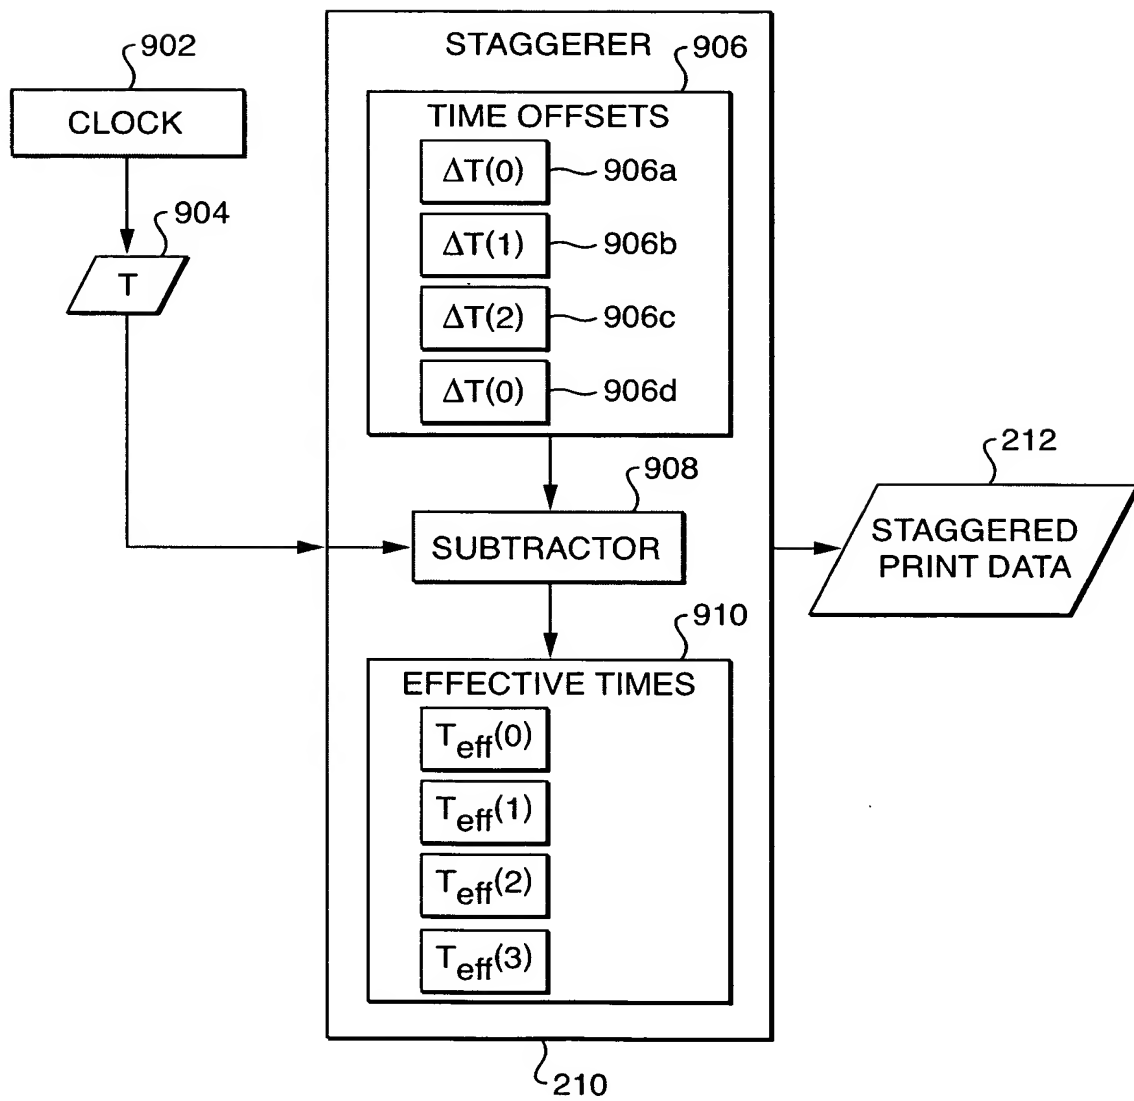 902
CLOCK
904
T
STAGGERER
906
TIME OFFSETS
ΔT(0)
906a
ΔT(1)
906b
ΔT(2)
906c
ΔT(0)
906d
908
SUBTRACTOR
212
STAGGERED
PRINT DATA
910
EFFECTIVE TIMES
Teff(0)
Teff(1)
Teff(2)
Teff(3)
210